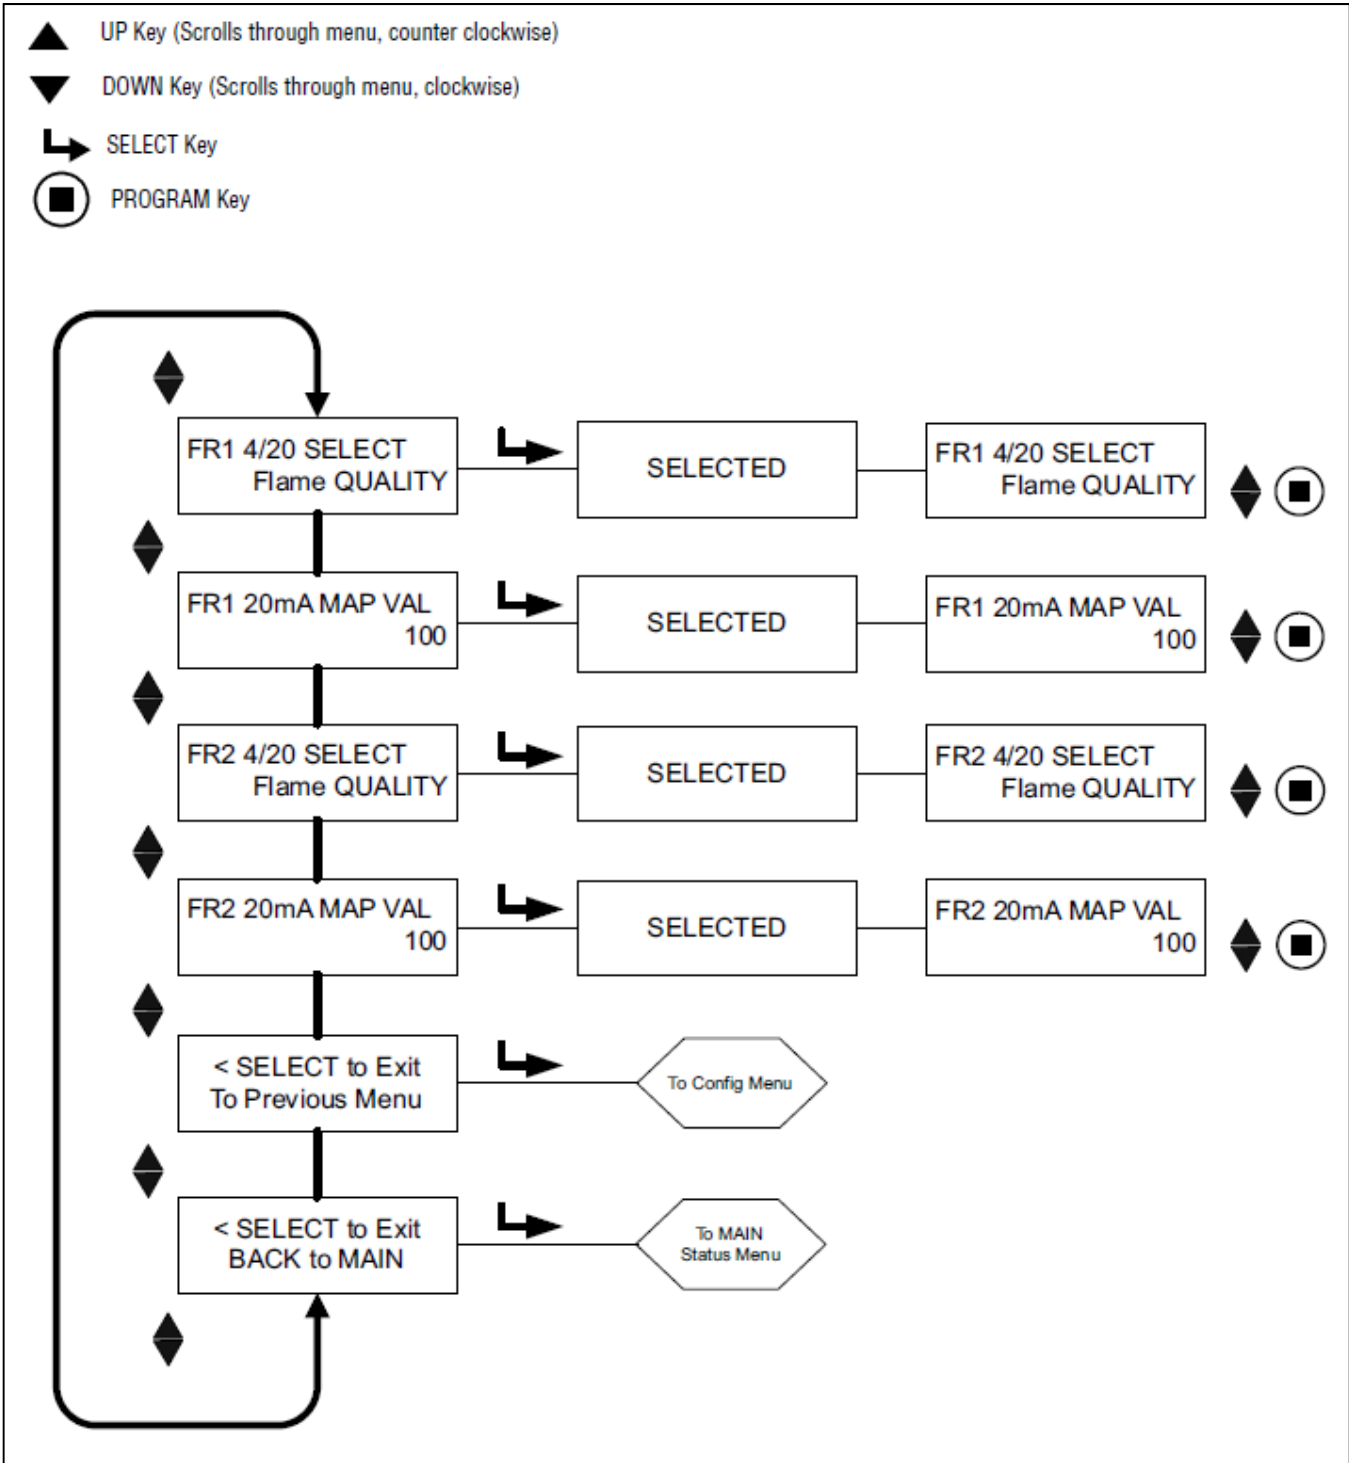 UP Key (Scrolls through menu, counter clockwise)
DOWN Key (Scrolls through menu, clockwise)
SELECT Key
PROGRAM Key
FR1 4/20 SELECT
Flame QUALITY
SELECTED
FR1 4/20 SELECT
Flame QUALITY
FR1 20mA MAP VAL
100
SELECTED
FR1 20mA MAP VAL
100
FR2 4/20 SELECT
Flame QUALITY
SELECTED
FR2 4/20 SELECT
Flame QUALITY
FR2 20mA MAP VAL
100
SELECTED
FR2 20mA MAP VAL
100
< SELECT to Exit
To Previous Menu
To Config Menu
< SELECT to Exit
BACK to MAIN
To MAIN
Status Menu